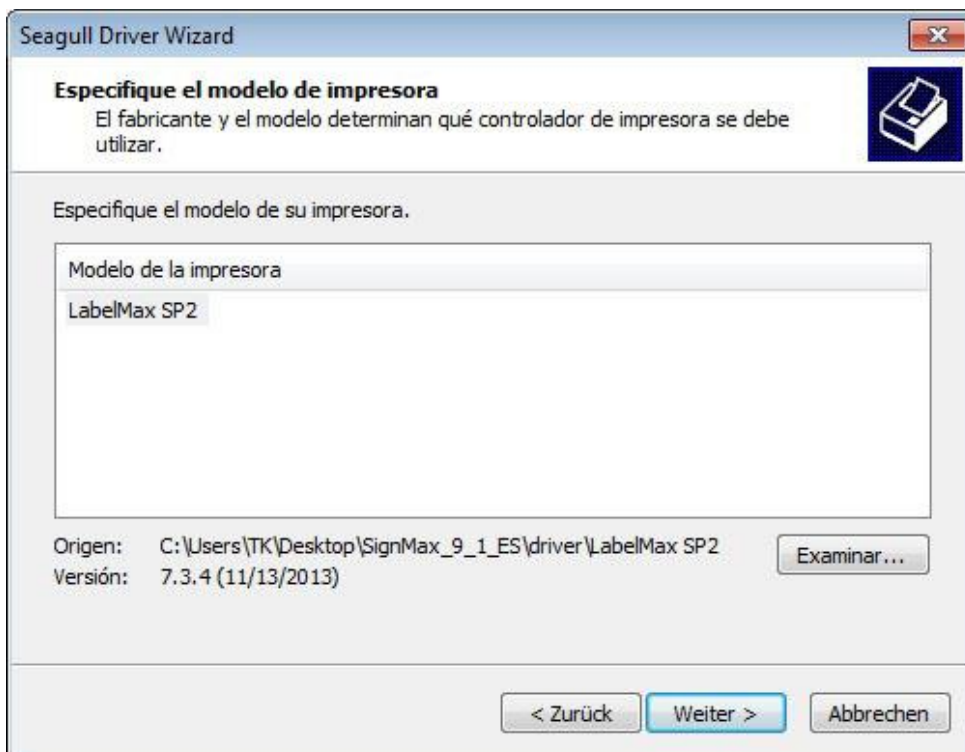 Seagull Driver Wizard
Especifique el modelo de impresora
El fabricante y el modelo determinan qué controlador de impresora se debe
utilizar.
Especifique el modelo de su impresora.
Modelo de la impresora
LabelMax SP2
Origen: C:\Users\TK\Desktop\SignMax_9_1_ES\driver\LabelMax SP2
Examinar...
Versión: 7.3.4 (11/13/2013)
< Zurück Weiter > Abbrechen